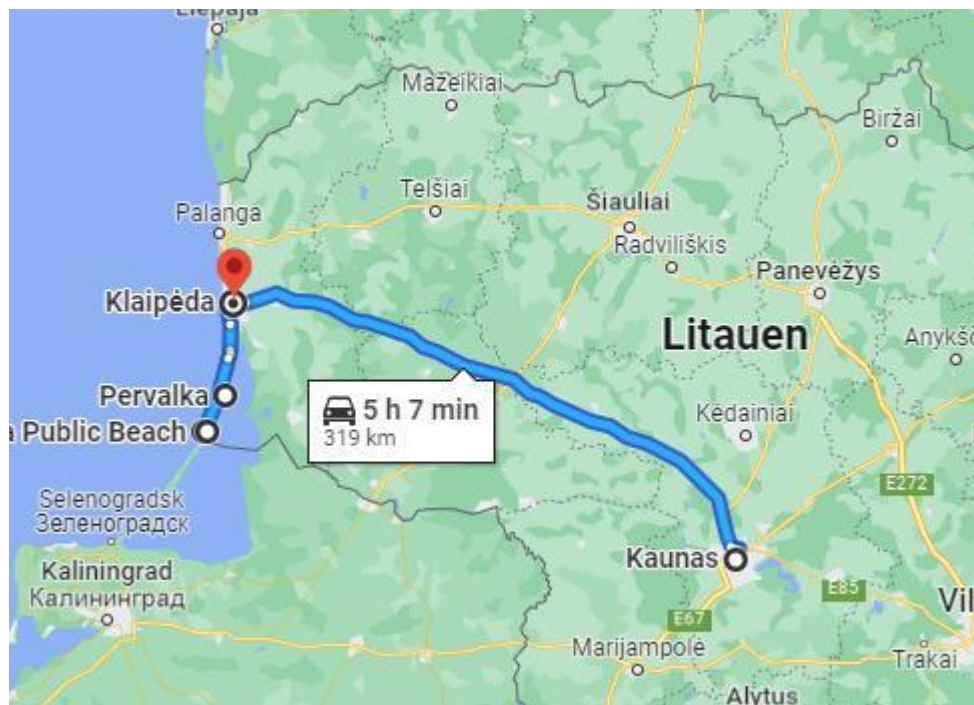 Liepāja
Mažeikiai
Biržai
Telšiai
Šiauliai
Palanga
Radviliškis
Panevėžys
Klaipėda
Litauen
Anykšč
Pervalka
5 h 7 min
319 km
Kėdainiai
a Public Beach
E272
Selenogradsk
Зеленоградск
Kaunas
Kaliningrad
Калининград
E85
Vil
E67
Marijampolė
Trakai
Alytus